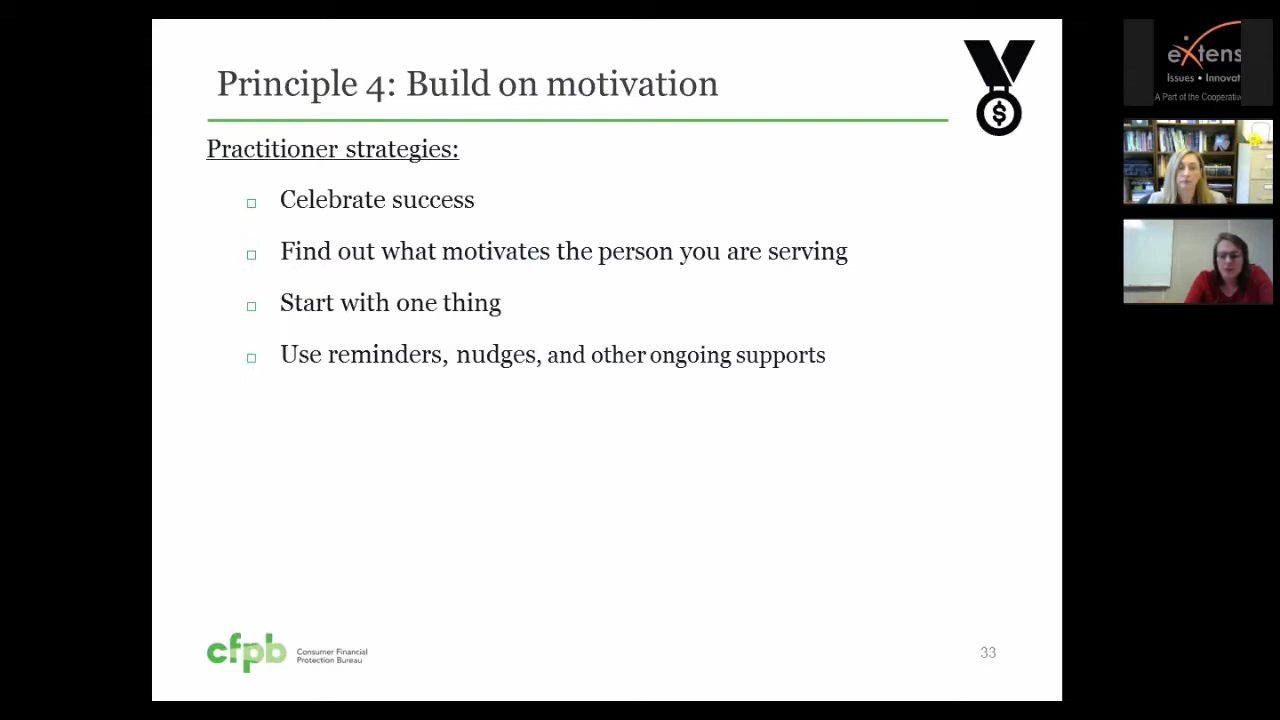 Principle 4: Build on motivation
$
Practitioner strategies:
Celebrate success
Find out what motivates the person you are serving
Start with one thing
Use reminders, nudges, and other ongoing supports
cfpb
Consumer Financial
Protection Bureau
33
eXtens
Issues • Innovat
A Part of the Cooperativ